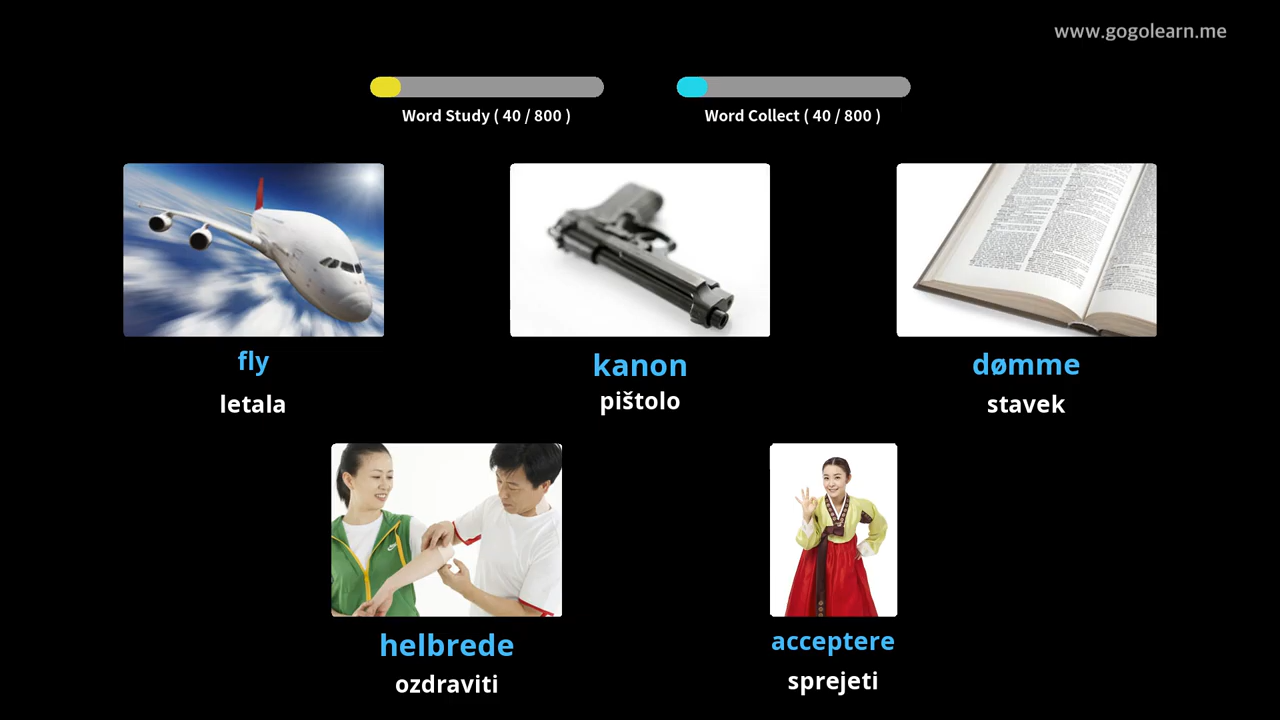 www.gogolearn.me
Word Study ( 40 / 800 )
Word Collect ( 40 / 800 )
fly
letala
kanon
pištolo
dømme
stavek
helbrede
ozdraviti
acceptere
sprejeti